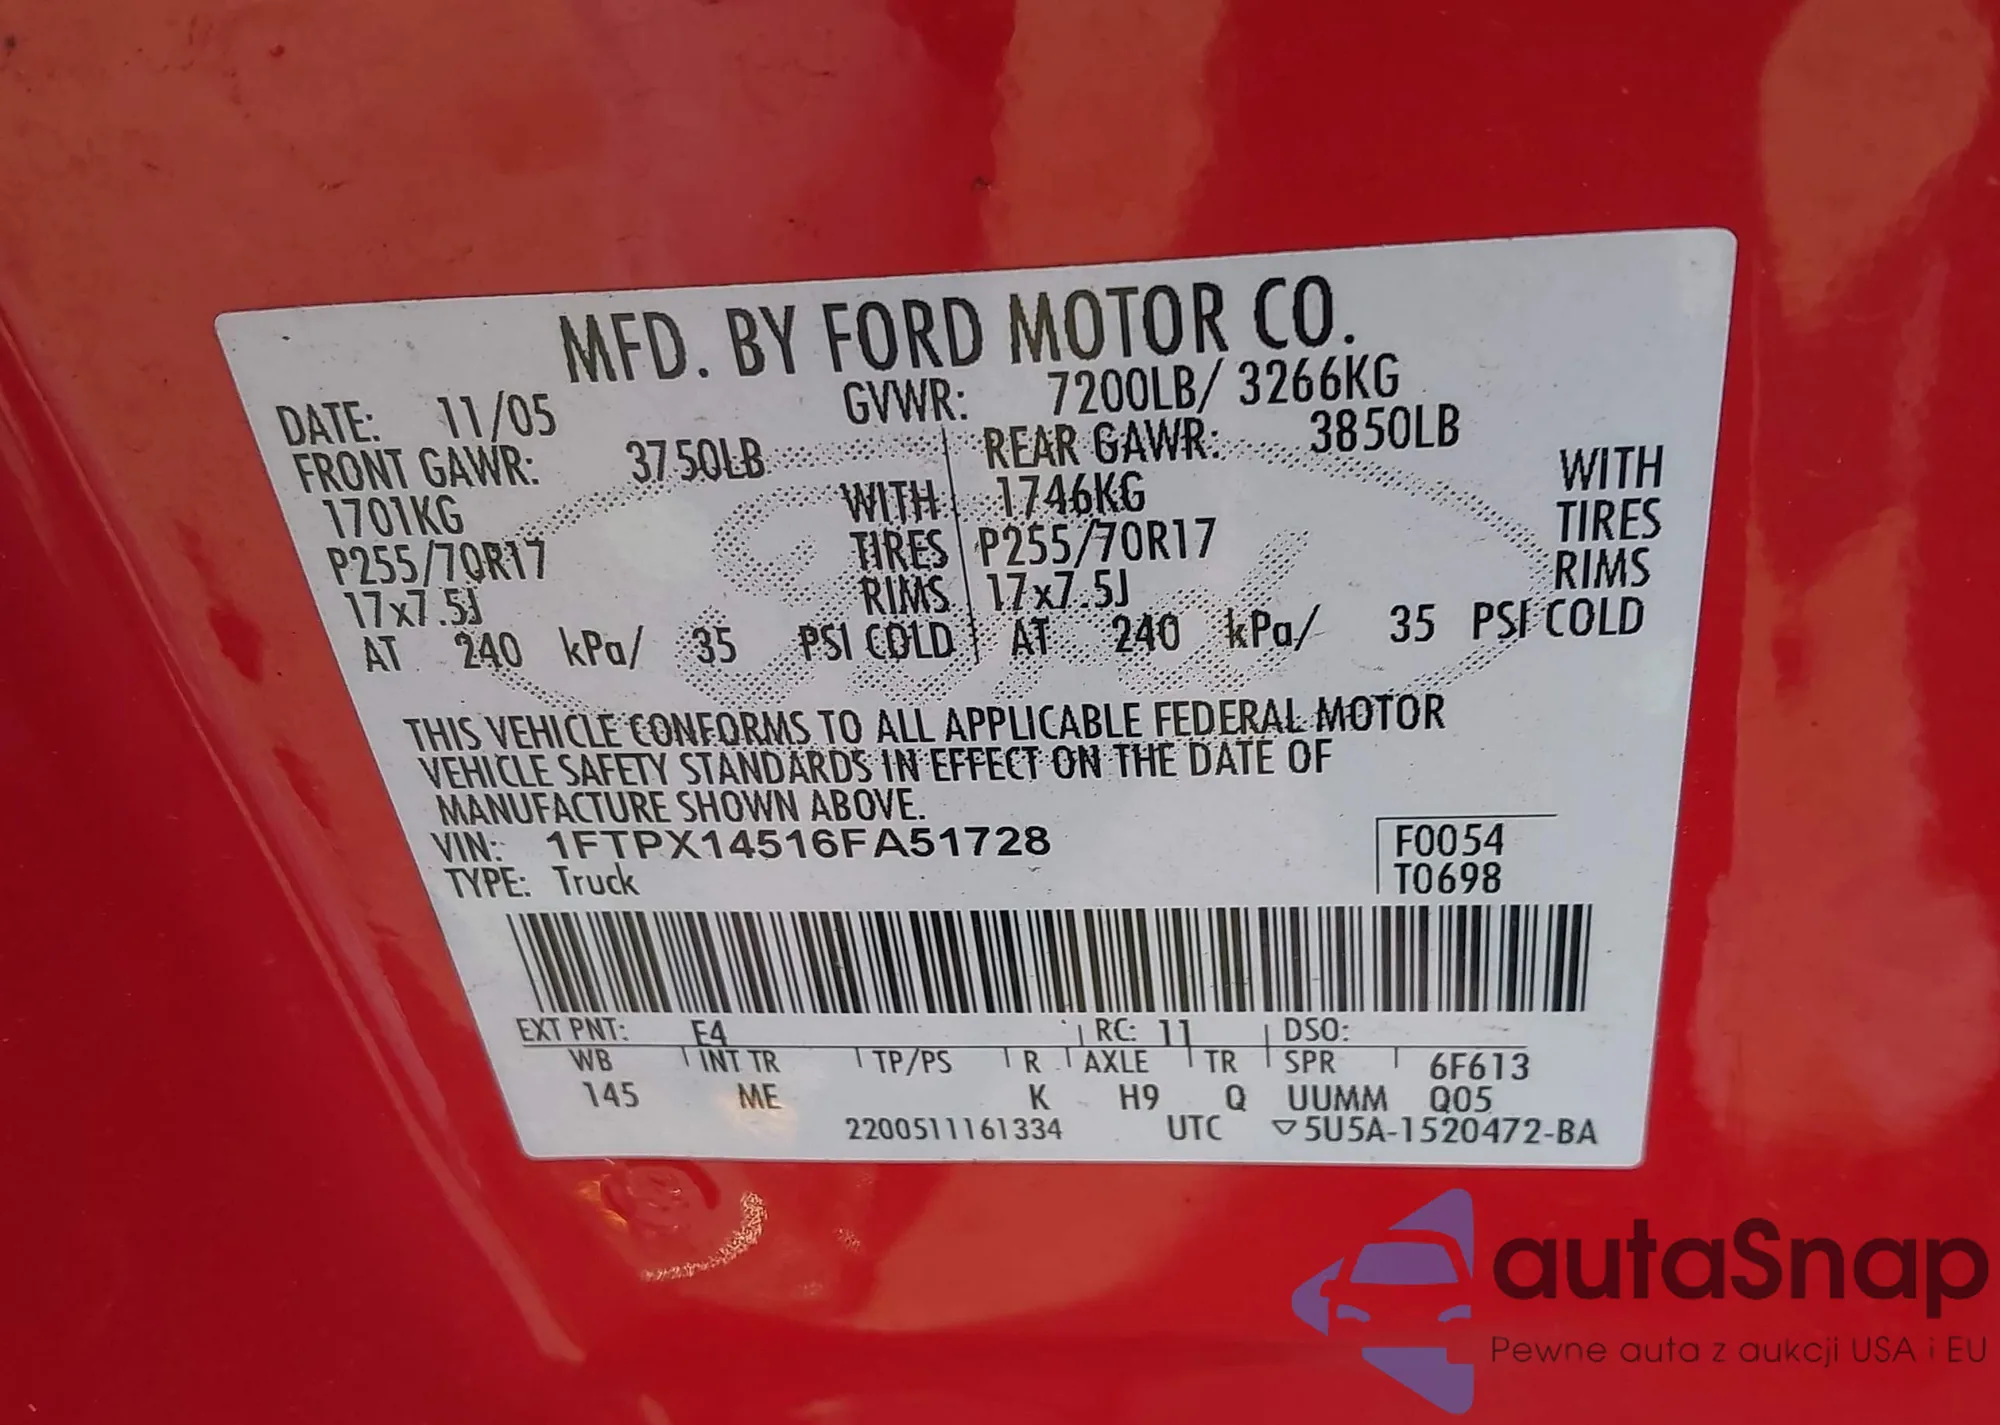 MFD. BY FORD MOTOR CO.
DATE: 11/05 GVWR: 7200LB/ 3266KG
FRONT GAWR: 3750LB REAR GAWR: 3850LB
1701KG WITH 1746KG WITH
P255/70R17 TIRES P255/70R17 TIRES
17x7.5J RIMS 17x7.5J RIMS
AT 240 kPa/ 35 PSI COLD AT 240 kPa/ 35 PSI COLD
THIS VEHICLE CONFORMS TO ALL APPLICABLE FEDERAL MOTOR
VEHICLE SAFETY STANDARDS IN EFFECT ON THE DATE OF
MANUFACTURE SHOWN ABOVE.
VIN: 1FTPX14516FA51728 F0054
TYPE: Truck T0698
EXT PNT: E4 RC: 11 DSO:
WB INT TR TP/PS R AXLE TR SPR 6F613
145 ME K H9 Q UUMM Q05
2200511161334 UTC ▽5U5A-1520472-BA
autaSnap
Pewne auta z aukcji USA i EU